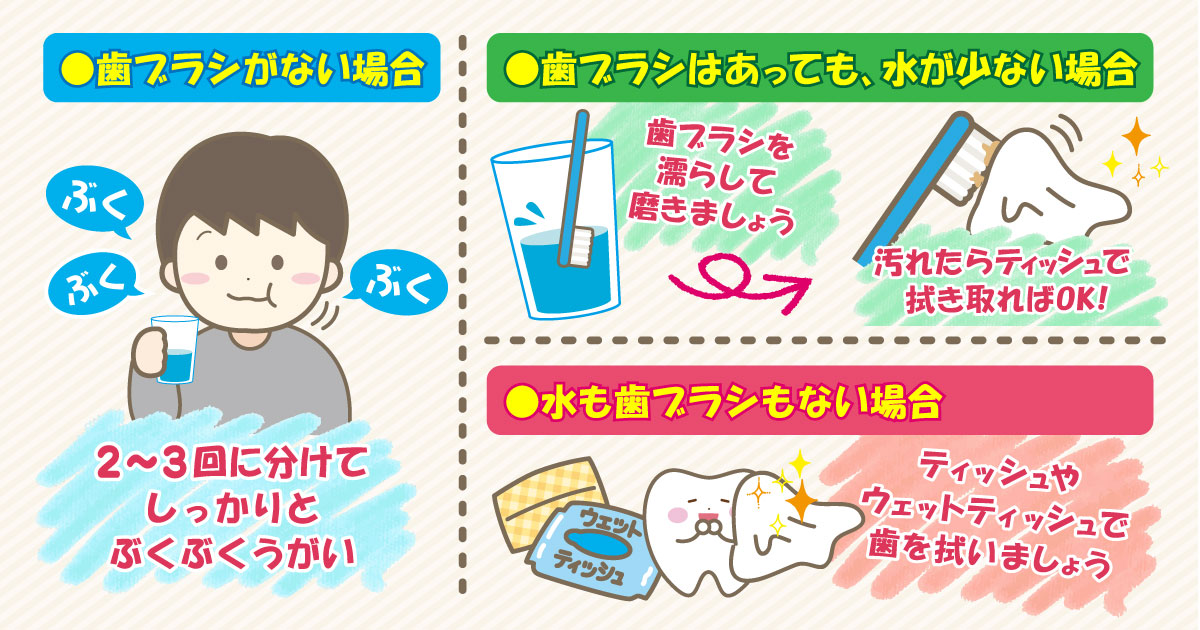 ●歯ブラシがない場合
ぶく
ぶく
ぶく
2～3回に分けて
しっかりと
ぶくぶくうがい
●歯ブラシはあっても、水が少ない場合
歯ブラシを
濡らして
磨きましょう
汚れたらティッシュで
拭き取ればOK!
●水も歯ブラシもない場合
ウェット
ティッシュ
ティッシュや
ウェットティッシュで
歯を拭いましょう